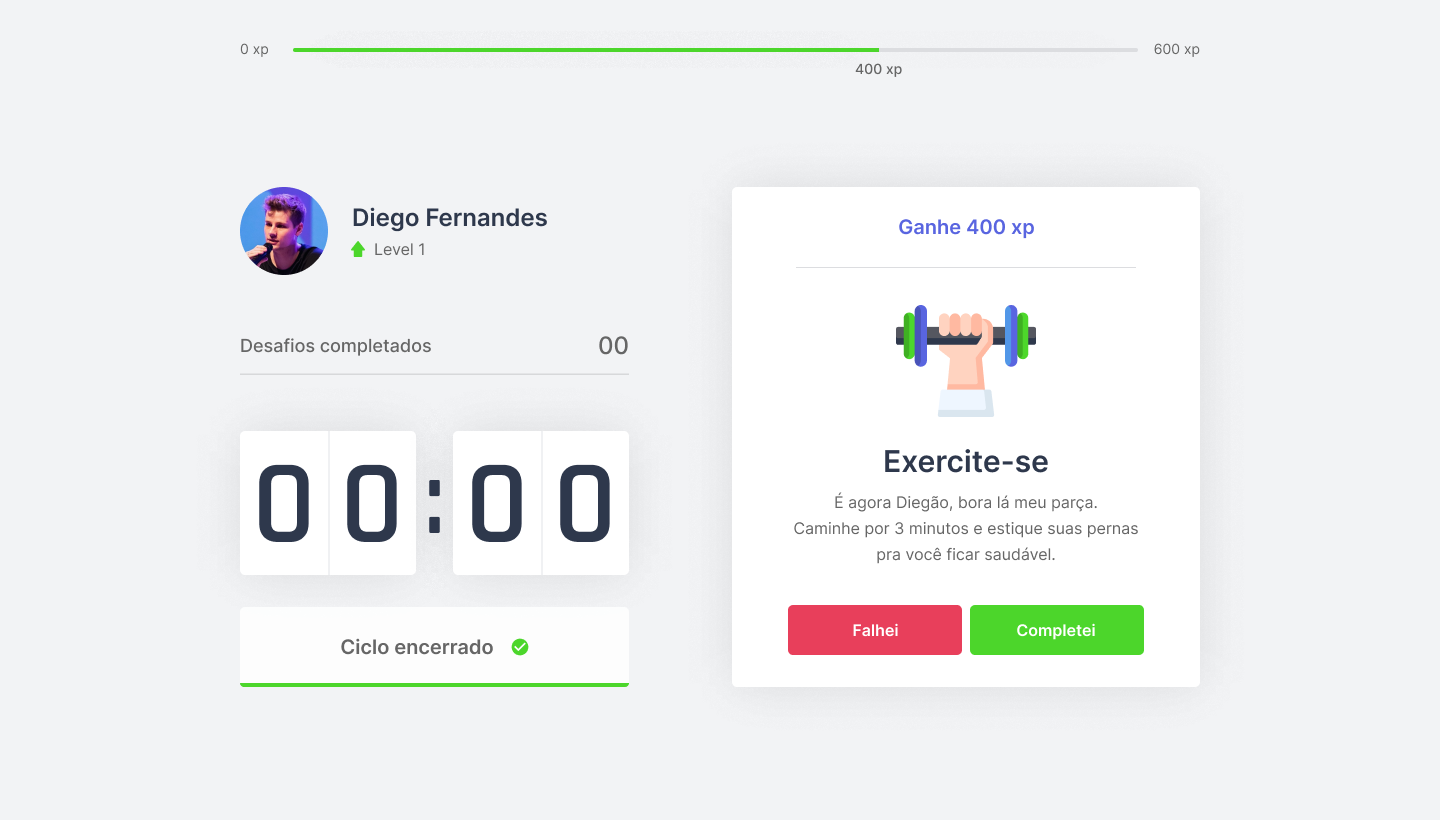 0 xp
600 xp
400 xp
Diego Fernandes
Level 1
Desafios completados
00
00:00
Ciclo encerrado
Ganhe 400 xp
Exercite-se
É agora Diegão, bora lá meu parça.
Caminhe por 3 minutos e estique suas pernas
pra você ficar saudável.
Falhei
Completei